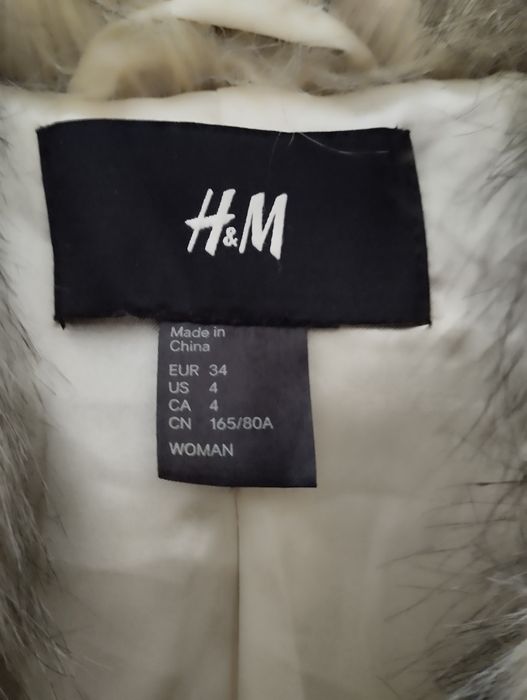 H&M
Made in
China
EUR 34
US 4
CA 4
CN 165/80A
WOMAN